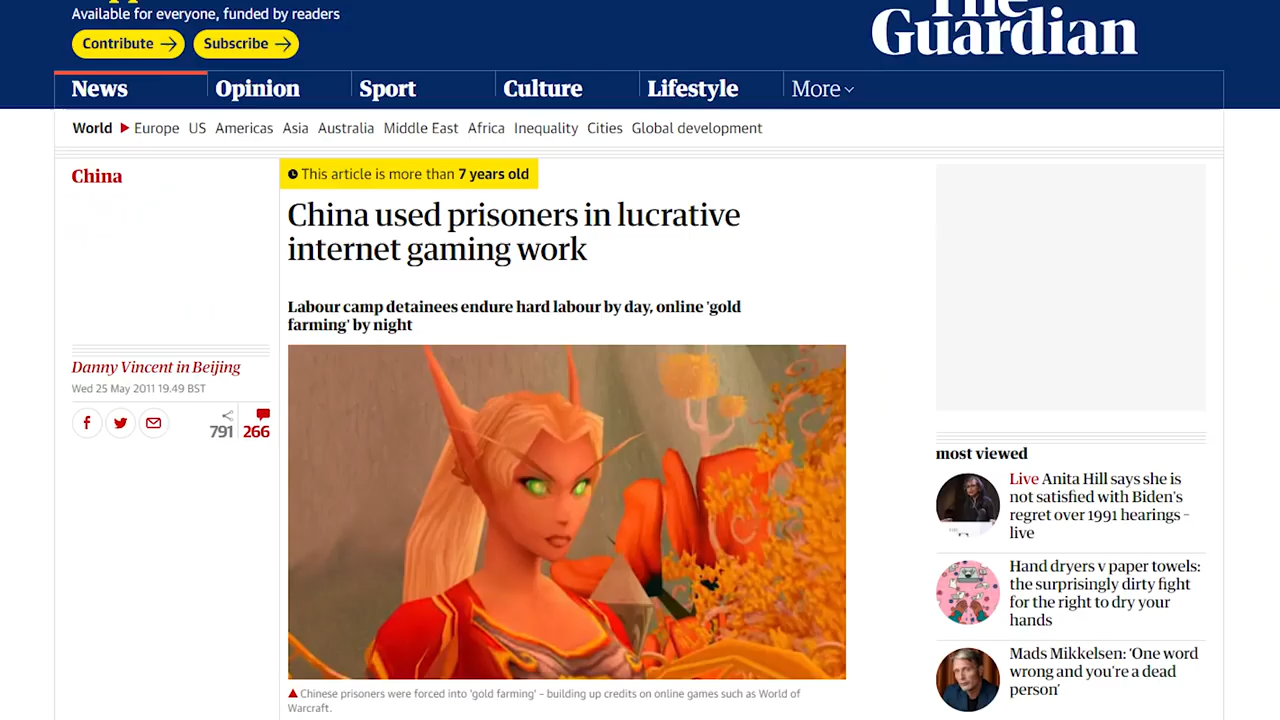 Available for everyone, funded by readers
Contribute →
Subscribe →
The
Guardian
News
Opinion
Sport
Culture
Lifestyle
More
World
Europe
US
Americas
Asia
Australia
Middle East
Africa
Inequality
Cities
Global development
China
This article is more than 7 years old
China used prisoners in lucrative
internet gaming work
Labour camp detainees endure hard labour by day, online 'gold
farming' by night
Danny Vincent in Beijing
Wed 25 May 2011 19.49 BST
791
266
Chinese prisoners were forced into 'gold farming' – building up credits on online games such as World of
Warcraft.
most viewed
Live Anita Hill says she is
not satisfied with Biden's
regret over 1991 hearings –
live
Hand dryers v paper towels:
the surprisingly dirty fight
for the right to dry your
hands
Mads Mikkelsen: 'One word
wrong and you're a dead
person'